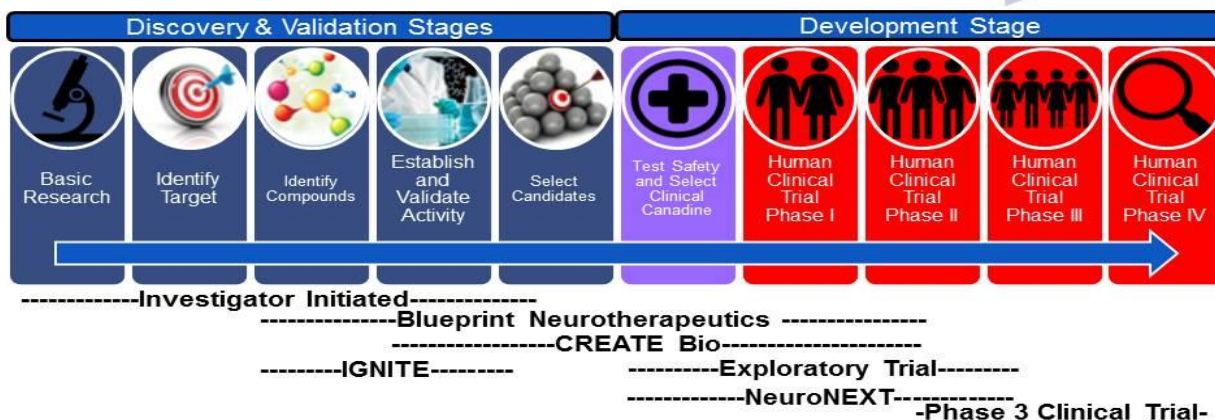 Discovery & Validation Stages
Development Stage
Basic
Research
Identify
Target
Identify
Compounds
Establish
and
Validate
Activity
Select
Candidates
Test Safety
and Select
Clinical
Canadine
Human
Clinical
Trial
Phase I
Human
Clinical
Trial
Phase II
Human
Clinical
Trial
Phase III
Human
Clinical
Trial
Phase IV
-------------Investigator Initiated-------------
--------------Blueprint Neurotherapeutics ---------------
-----------------CREATE Bio---------------------
---------IGNITE---------
----------Exploratory Trial---------
------------NeuroNEXT------------
-Phase 3 Clinical Trial-